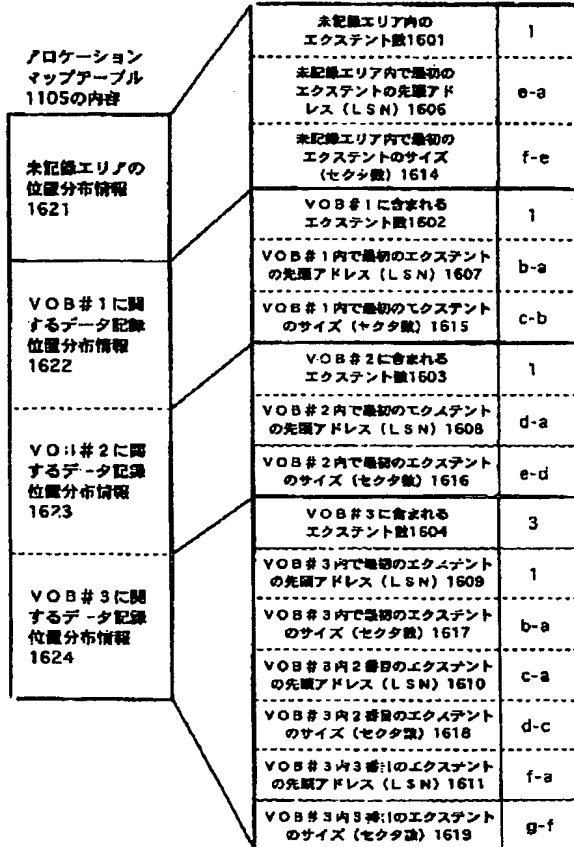 アロケーション
マップテーブル
1105の内容
未記録エリアの
位置分布情報
1621
VOB#1に関
するデータ記録
位置分布情報
1622
VOB#2に関
するデータ記録
位置分布情報
1623
VOB#3に関
するデータ記録
位置分布情報
1624
未記録エリア内の
エクステント数1601
1
未記録エリア内で最初の
エクステントの先頭アド
レス(LSN)1606
e-a
未記録エリア内で最初の
エクステントのサイズ
(セクタ数)1614
f-e
VOB#1に含まれる
エクステント数1602
1
VOB#1内で最初のエクステント
の先頭アドレス(LSN)1607
b-a
VOB#1内で最初のエクステント
のサイズ(セクタ数)1615
c-b
VOB#2に含まれる
エクステント数1603
1
VOB#2内で最初のエクステント
の先頭アドレス(LSN)1608
d-a
VOB#2内で最初のエクステント
のサイズ(セクタ数)1616
e-d
VOB#3に含まれる
エクステント数1604
3
VOB#3内で最初のエクステント
の先頭アドレス(LSN)1609
1
VOB#3内で最初のエクステント
のサイズ(セクタ数)1617
b-a
VOB#3内2番目のエクステント
の先頭アドレス(LSN)1610
c-a
VOB#3内2番目のエクステント
のサイズ(セクタ数)1618
d-c
VOB#3内3番目のエクステント
の先頭アドレス(LSN)1611
f-a
VOB#3内3番目のエクステント
のサイズ(セクタ数)1619
g-f